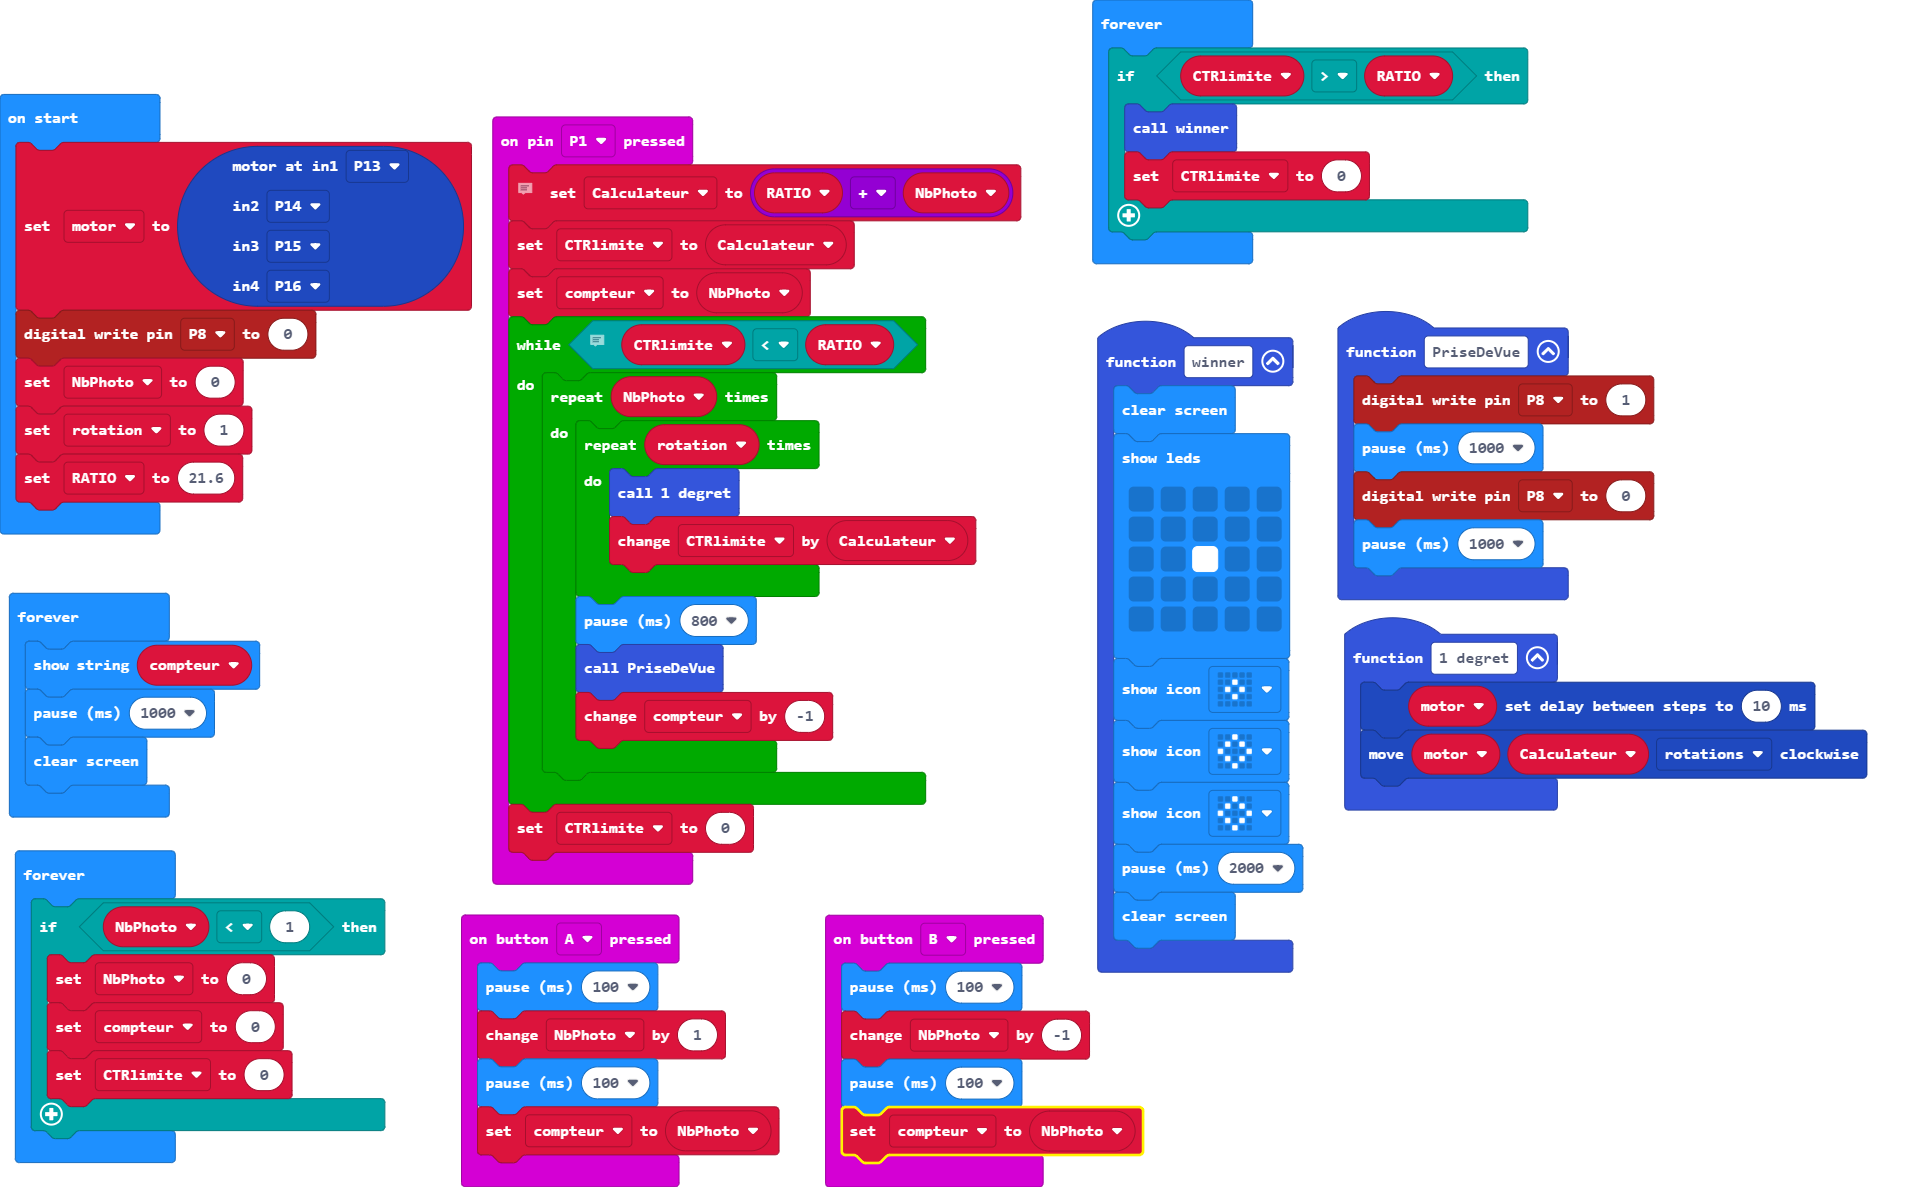 on start
set motor to motor at in1 P13
in2 P14
in3 P15
in4 P16
digital write pin P8 to 0
set NbPhoto to 0
set rotation to 1
set RATIO to 21.6
forever
show string compteur
pause (ms) 1000
clear screen
forever
if NbPhoto < 1 then
set NbPhoto to 0
set compteur to 0
set CTRlimite to 0
on pin P1 pressed
set Calculateur to RATIO + NbPhoto
set CTRlimite to Calculateur
set compteur to NbPhoto
while CTRlimite < RATIO
do repeat NbPhoto times
do repeat rotation times
do call 1 degret
change CTRlimite by Calculateur
pause (ms) 800
call PriseDeVue
change compteur by -1
set CTRlimite to 0
on button A pressed
pause (ms) 100
change NbPhoto by 1
pause (ms) 100
set compteur to NbPhoto
on button B pressed
pause (ms) 100
change NbPhoto by -1
pause (ms) 100
set compteur to NbPhoto
forever
if CTRlimite > RATIO then
call winner
set CTRlimite to 0
function winner
clear screen
show leds
show icon
show icon
show icon
pause (ms) 2000
clear screen
function PriseDeVue
digital write pin P8 to 1
pause (ms) 1000
digital write pin P8 to 0
pause (ms) 1000
function 1 degret
motor set delay between steps to 10 ms
move motor Calculateur rotations clockwise